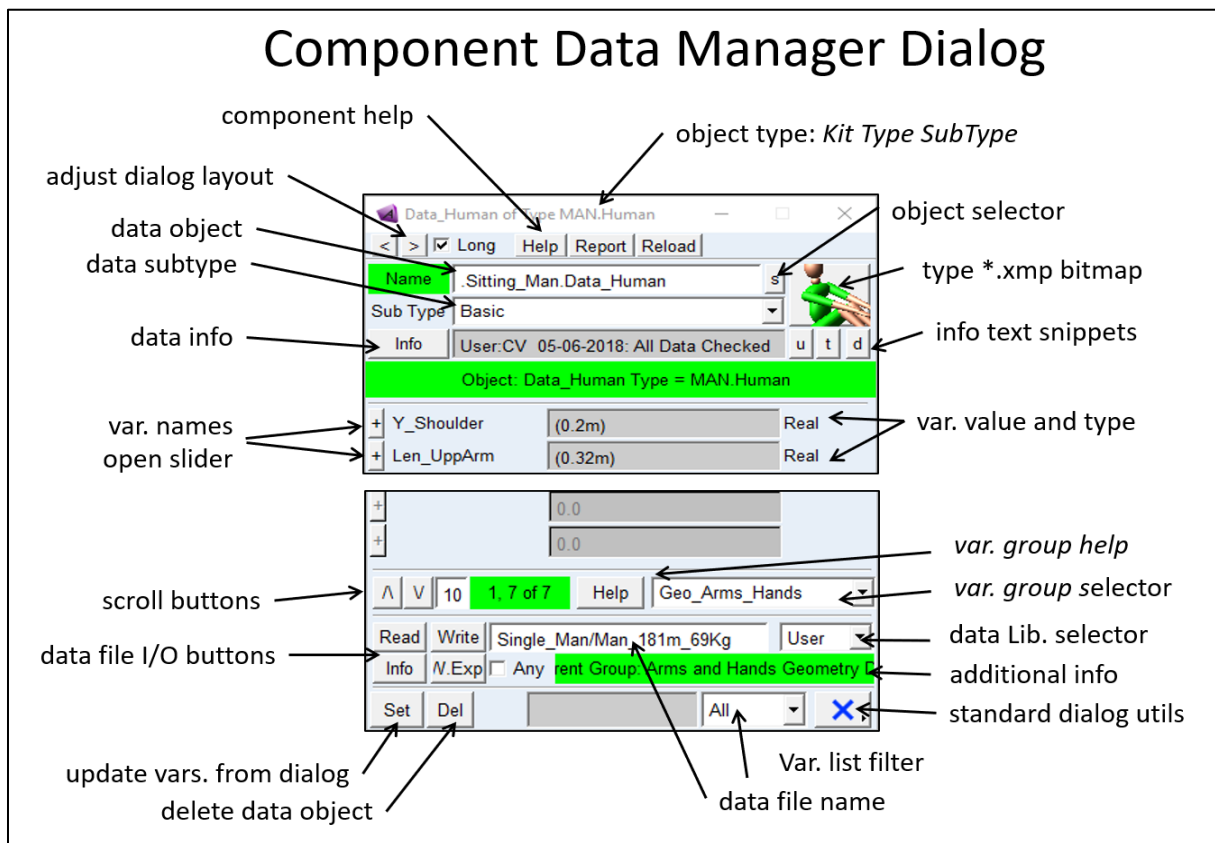 Component Data Manager Dialog
component help
object type: Kit Type SubType
adjust dialog layout
data object
data subtype
data info
var. names
open slider
object selector
type *.xmp bitmap
info text snippets
var. value and type
Data_Human of Type MAN.Human
< > Long Help Report Reload
Name .Sitting_Man.Data_Human s
Sub Type Basic
Info User:CV 05-06-2018: All Data Checked u t d
Object: Data_Human Type = MAN.Human
+ Y_Shoulder (0.2m) Real
+ Len_UppArm (0.32m) Real
+ 0.0
+ 0.0
/\ \/ 10 1, 7 of 7 Help Geo_Arms_Hands
Read Write Single_Man/Man_181m_69Kg User
Info W.Exp Any rent Group: Arms and Hands Geometry D
Set Del All
scroll buttons
data file I/O buttons
update vars. from dialog
delete data object
var. group help
var. group selector
data Lib. selector
additional info
standard dialog utils
Var. list filter
data file name